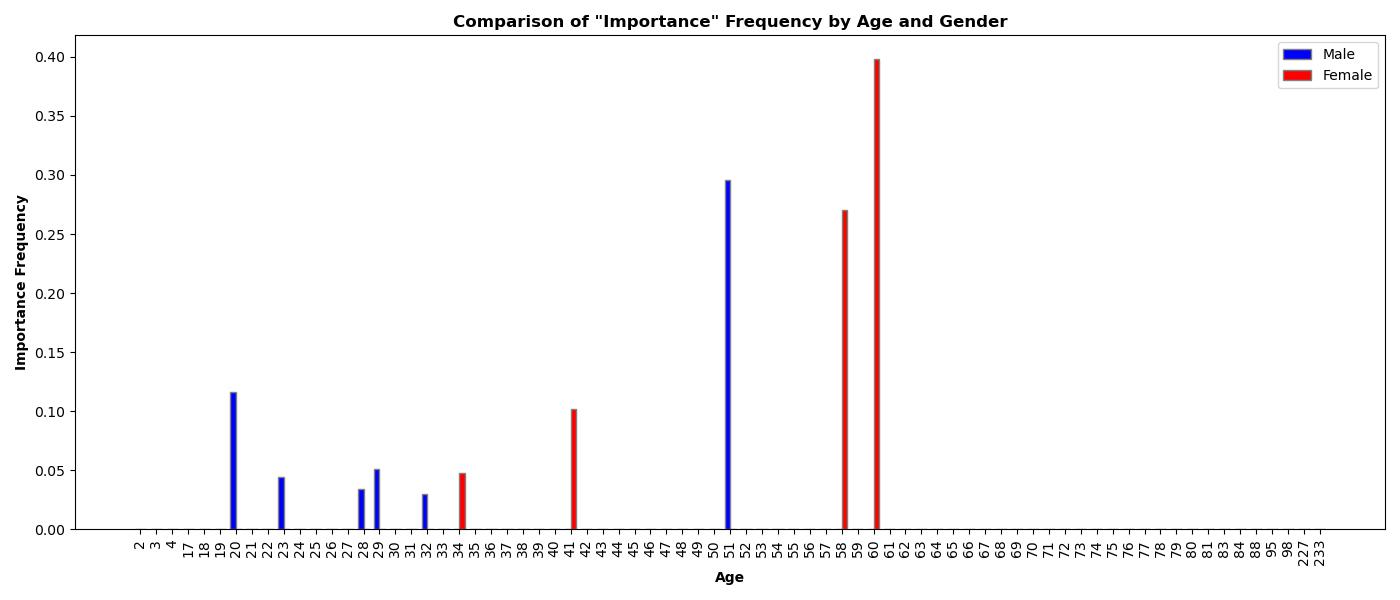 Comparison of "Importance" Frequency by Age and Gender
Male
Female
0.40
0.35
0.30
0.25
0.20
0.15
0.10
0.05
0.00
Importance Frequency
2 3 4 17 18 19 20 21 22 23 24 25 26 27 28 29 30 31 32 33 34 35 36 37 38 39 40 41 42 43 44 45 46 47 48 49 50 51 52 53 54 55 56 57 58 59 60 61 62 63 64 65 66 67 68 69 70 71 72 73 74 75 76 77 78 79 80 81 83 84 88 95 98 227 233
Age